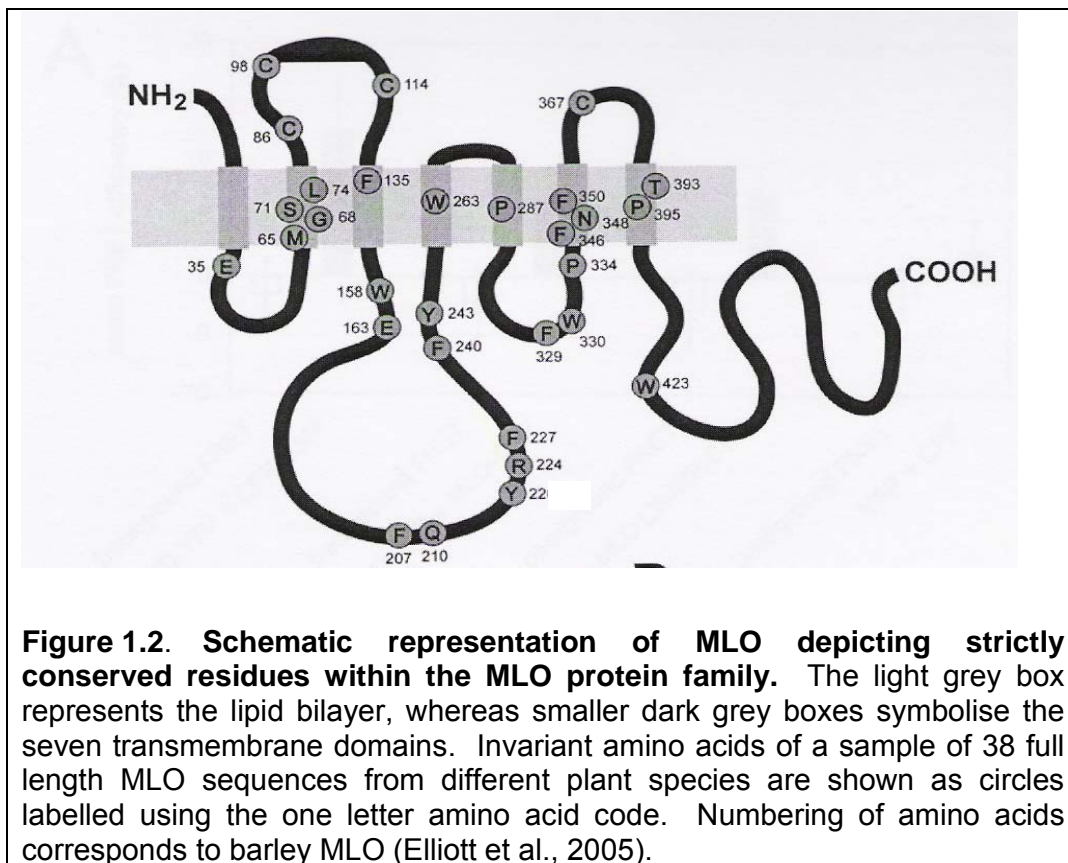 98 C
C 114
NH2
86 C
367 C
L 74
F 135
W 263
P 287
F 350
T 393
S 71
G 68
N 348
P 395
M 65
F 346
E 35
P 334
COOH
158 W
Y 243
W 330
163 E
F 240
F 329
W 423
F 227
R 224
Y
F Q
207 210
Figure 1.2. Schematic representation of MLO depicting strictly
conserved residues within the MLO protein family. The light grey box
represents the lipid bilayer, whereas smaller dark grey boxes symbolise the
seven transmembrane domains. Invariant amino acids of a sample of 38 full
length MLO sequences from different plant species are shown as circles
labelled using the one letter amino acid code. Numbering of amino acids
corresponds to barley MLO (Elliott et al., 2005).